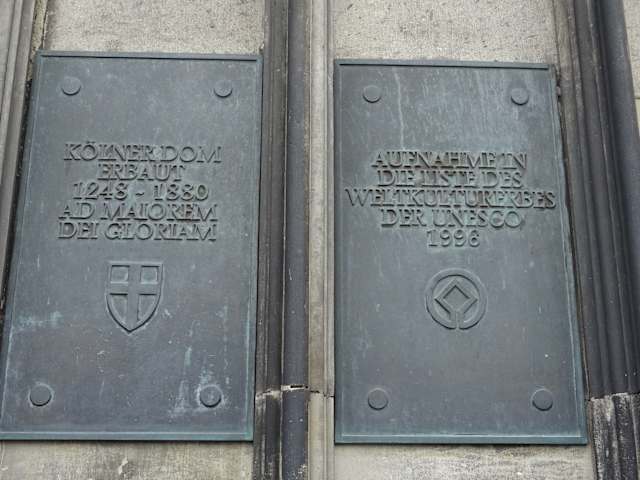 KÖLNER DOM
ERBAUT
1248 - 1880
AD MAIOREM
DEI GLORIAM
AUFNAHME IN
DIE LISTE DES
WELTKULTURERBES
DER UNESCO
1996